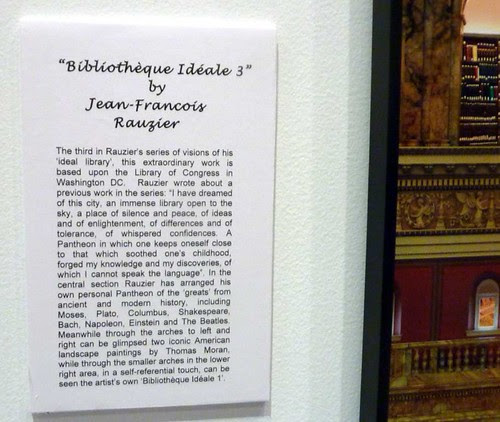 "Bibliothèque Idéale 3"
by
Jean-Francois
Rauzier
The third in Rauzier's series of visions of his
'ideal library', this extraordinary work is
based upon the Library of Congress in
Washington DC. Rauzier wrote about a
previous work in the series: "I have dreamed
of this city, an immense library open to the
sky, a place of silence and peace, of ideas
and of enlightenment, of differences and of
tolerance, of whispered confidences. A
Pantheon in which one keeps oneself close
to that which soothed one's childhood,
forged my knowledge and my discoveries, of
which I cannot speak the language". In the
central section Rauzier has arranged his
own personal Pantheon of the 'greats' from
ancient and modern history, including
Moses, Plato, Columbus, Shakespeare,
Bach, Napoleon, Einstein and The Beatles.
Meanwhile through the arches to left and
right can be glimpsed two iconic American
landscape paintings by Thomas Moran,
while through the smaller arches in the lower
right area, in a self-referential touch, can be
seen the artist's own 'Bibliothèque Idéale 1'.